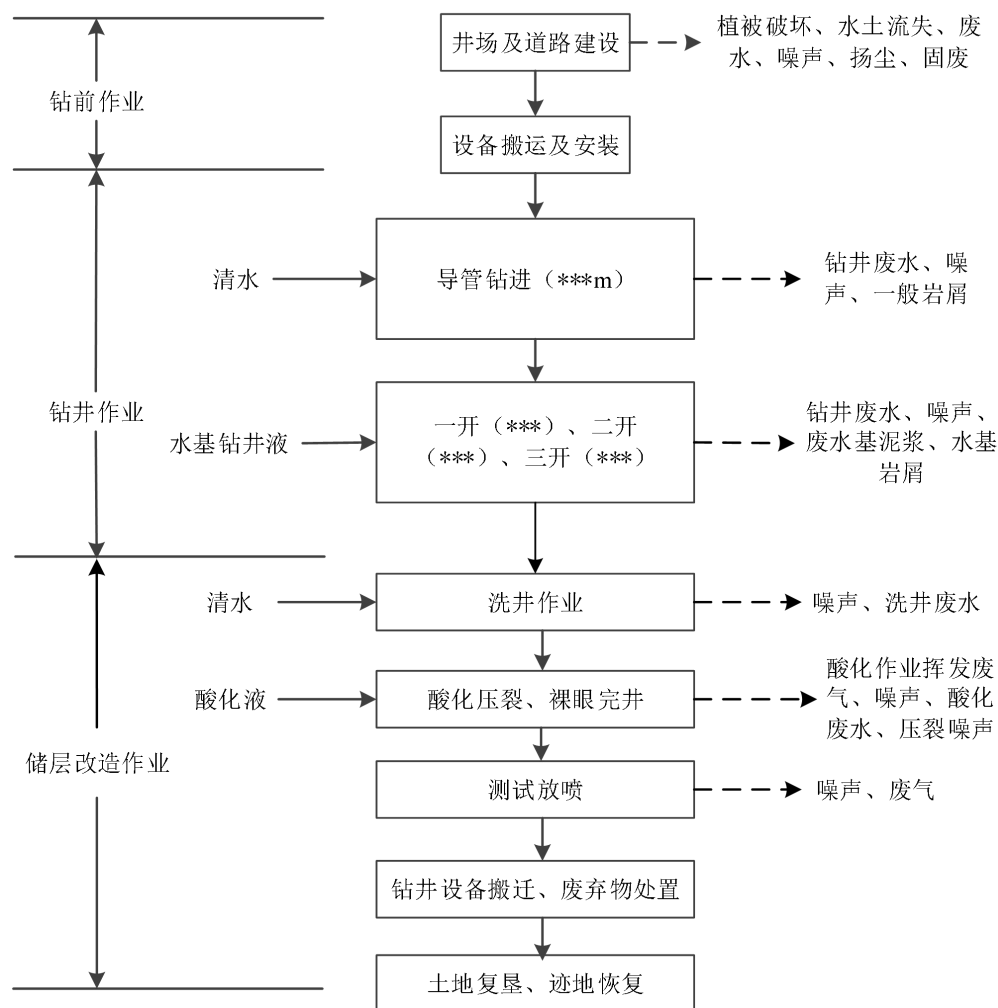 井场及道路建设
植被破坏、水土流失、废
水、噪声、扬尘、固废
钻前作业
设备搬运及安装
清水
导管钻进（***m）
钻井废水、噪
声、一般岩屑
钻井作业
水基钻井液
一开（***）、二开
（***）、三开（***）
钻井废水、噪声、
废水基泥浆、水基
岩屑
清水
洗井作业
噪声、洗井废水
酸化液
酸化压裂、裸眼完井
酸化作业挥发废
气、噪声、酸化
废水、压裂噪声
储层改造作业
测试放喷
噪声、废气
钻井设备搬迁、废弃物处置
土地复垦、迹地恢复